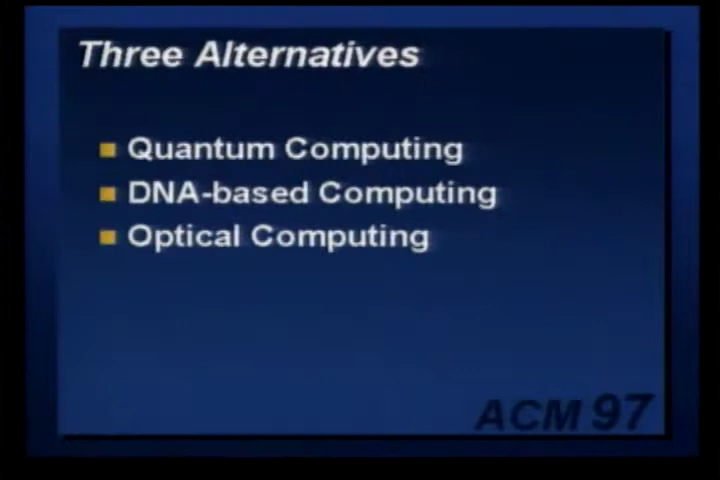 Three Alternatives
Quantum Computing
DNA-based Computing
Optical Computing
ACM 97